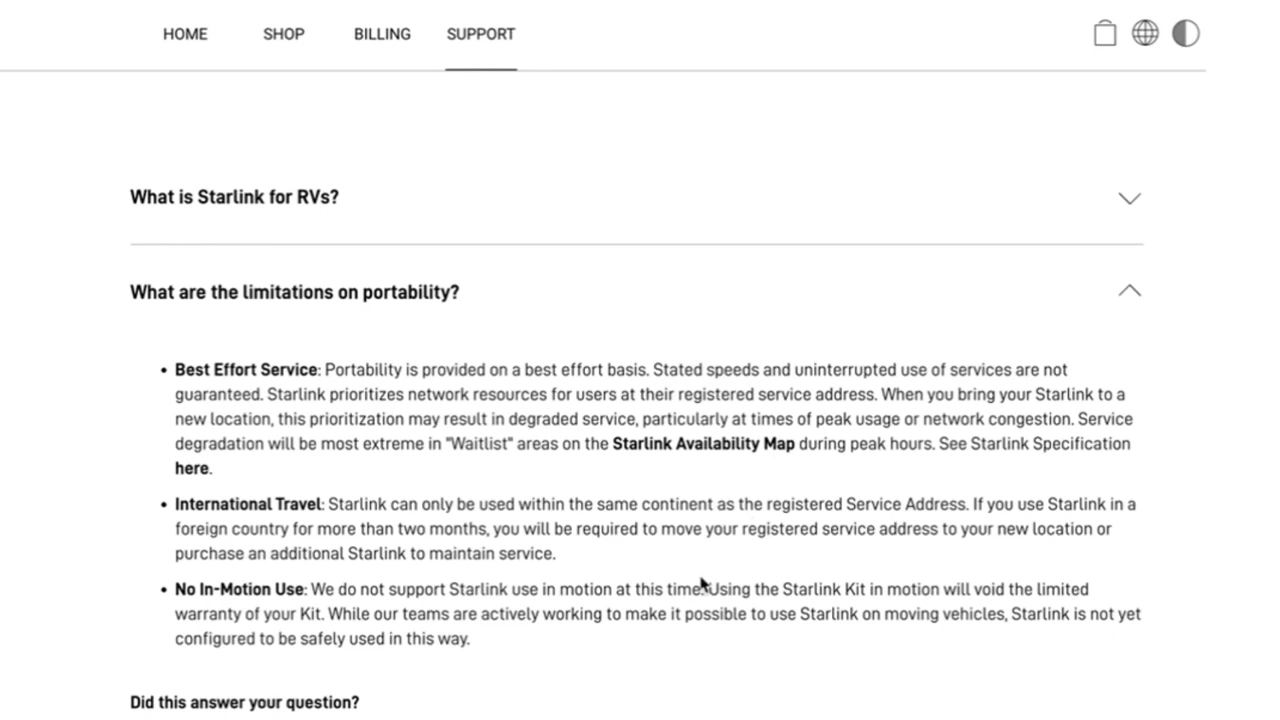 HOME SHOP BILLING SUPPORT
What is Starlink for RVs?
What are the limitations on portability?
• Best Effort Service: Portability is provided on a best effort basis. Stated speeds and uninterrupted use of services are not
guaranteed. Starlink prioritizes network resources for users at their registered service address. When you bring your Starlink to a
new location, this prioritization may result in degraded service, particularly at times of peak usage or network congestion. Service
degradation will be most extreme in "Waitlist" areas on the Starlink Availability Map during peak hours. See Starlink Specification
here.
• International Travel: Starlink can only be used within the same continent as the registered Service Address. If you use Starlink in a
foreign country for more than two months, you will be required to move your registered service address to your new location or
purchase an additional Starlink to maintain service.
• No In-Motion Use: We do not support Starlink use in motion at this time. Using the Starlink Kit in motion will void the limited
warranty of your Kit. While our teams are actively working to make it possible to use Starlink on moving vehicles, Starlink is not yet
configured to be safely used in this way.
Did this answer your question?